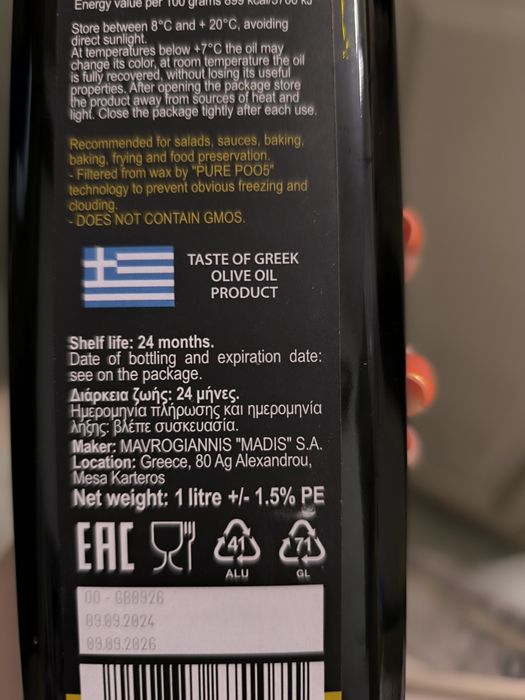 Energy value per 100 grams 899 kcal/3700 kJ
Store between 8°C and + 20°C, avoiding
direct sunlight.
At temperatures below +7°C the oil may
change its color, at room temperature the oil
is fully recovered, without losing its useful
properties. After opening the package store
the product away from sources of heat and
light. Close the package tightly after each use.
Recommended for salads, sauces, baking,
baking, frying and food preservation.
- Filtered from wax by "PURE POO5"
technology to prevent obvious freezing and
clouding.
- DOES NOT CONTAIN GMOS.
TASTE OF GREEK
OLIVE OIL
PRODUCT
Shelf life: 24 months.
Date of bottling and expiration date:
see on the package.
Διάρκεια ζωής: 24 μήνες.
Ημερομηνία πλήρωσης και ημερομηνία
λήξης: βλέπε συσκευασία.
Maker: MAVROGIANNIS "MADIS" S.A.
Location: Greece, 80 Ag Alexandrou,
Mesa Karteros
Net weight: 1 litre +/- 1.5% PE
EAC 41 71
ALU GL
00 - GB0926
09.09.2024
09.09.2026